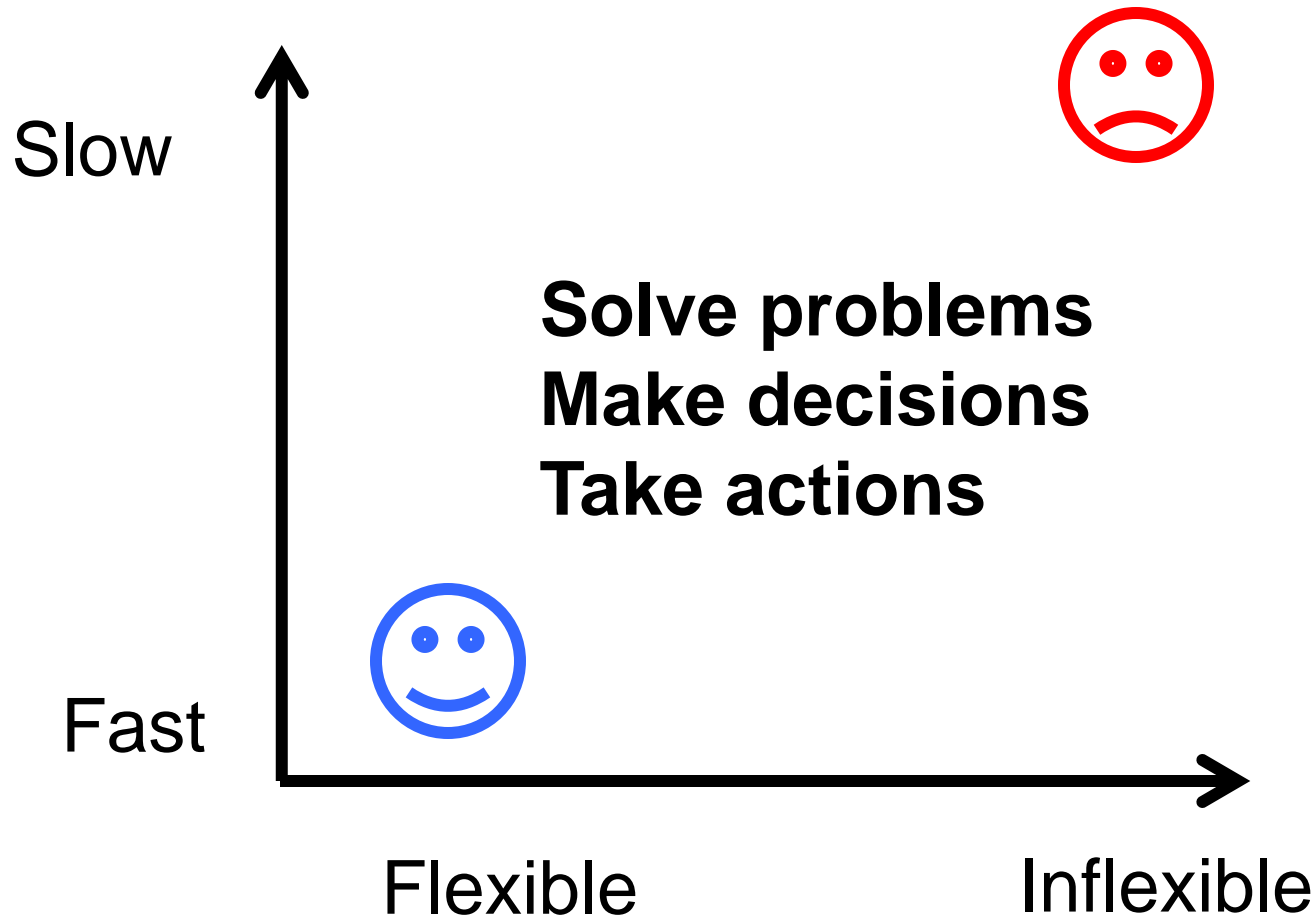 Slow
Solve problems
Make decisions
Take actions
Fast
Flexible
Inflexible